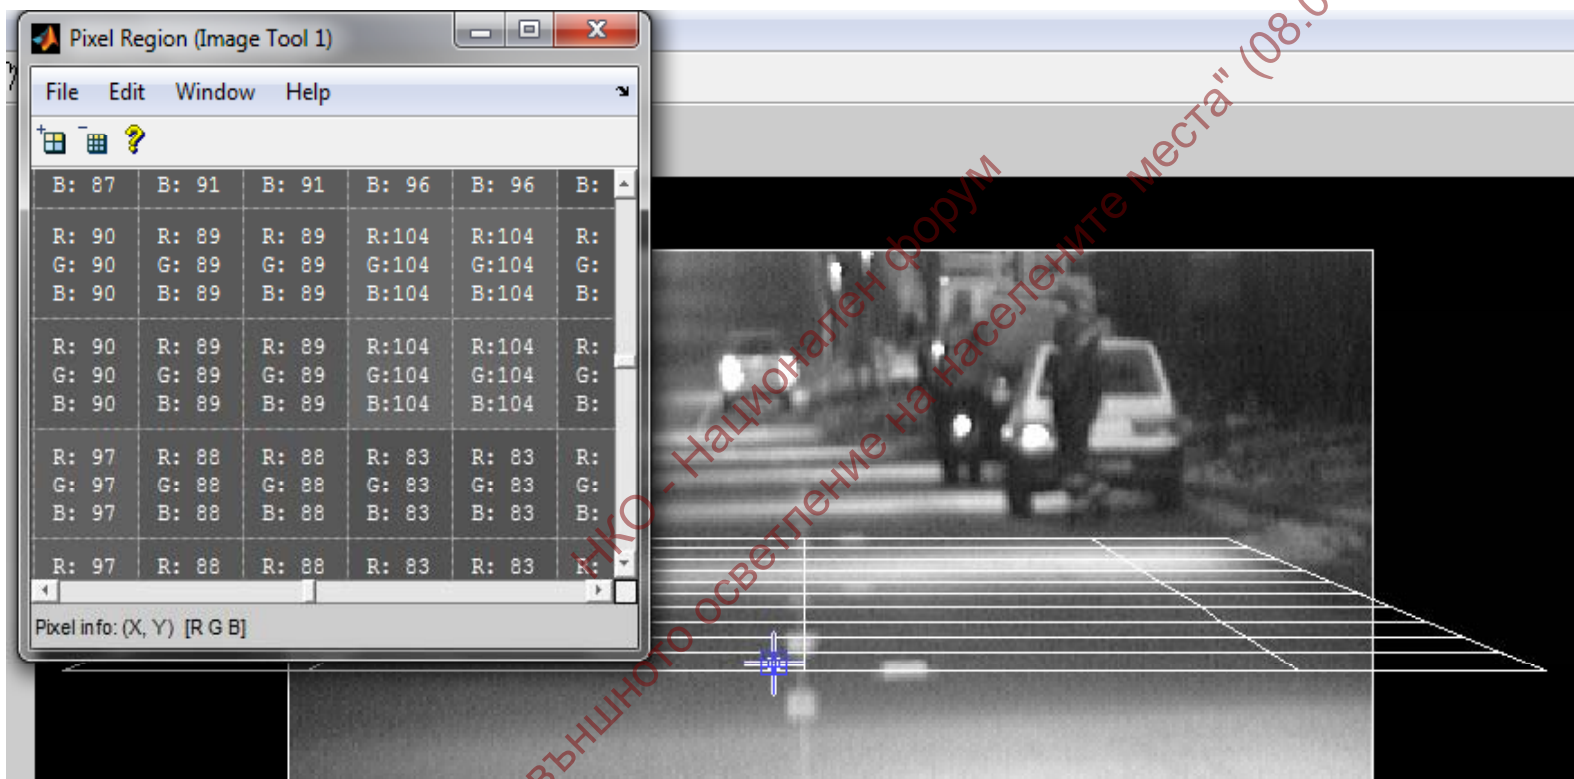 Pixel Region (Image Tool 1)
File Edit Window Help
B: 87 B: 91 B: 91 B: 96 B: 96 B:
R: 90 R: 89 R: 89 R:104 R:104 R:
G: 90 G: 89 G: 89 G:104 G:104 G:
B: 90 B: 89 B: 89 B:104 B:104 B:
R: 90 R: 89 R: 89 R:104 R:104 R:
G: 90 G: 89 G: 89 G:104 G:104 G:
B: 90 B: 89 B: 89 B:104 B:104 B:
R: 97 R: 88 R: 88 R: 83 R: 83 R:
G: 97 G: 88 G: 88 G: 83 G: 83 G:
B: 97 B: 88 B: 88 B: 83 B: 83 B:
R: 97 R: 88 R: 88 R: 83 R: 83 R:
Pixel info: (X, Y) [R G B]
НКО - Национален форум
външното осветление на населените места" (08.0